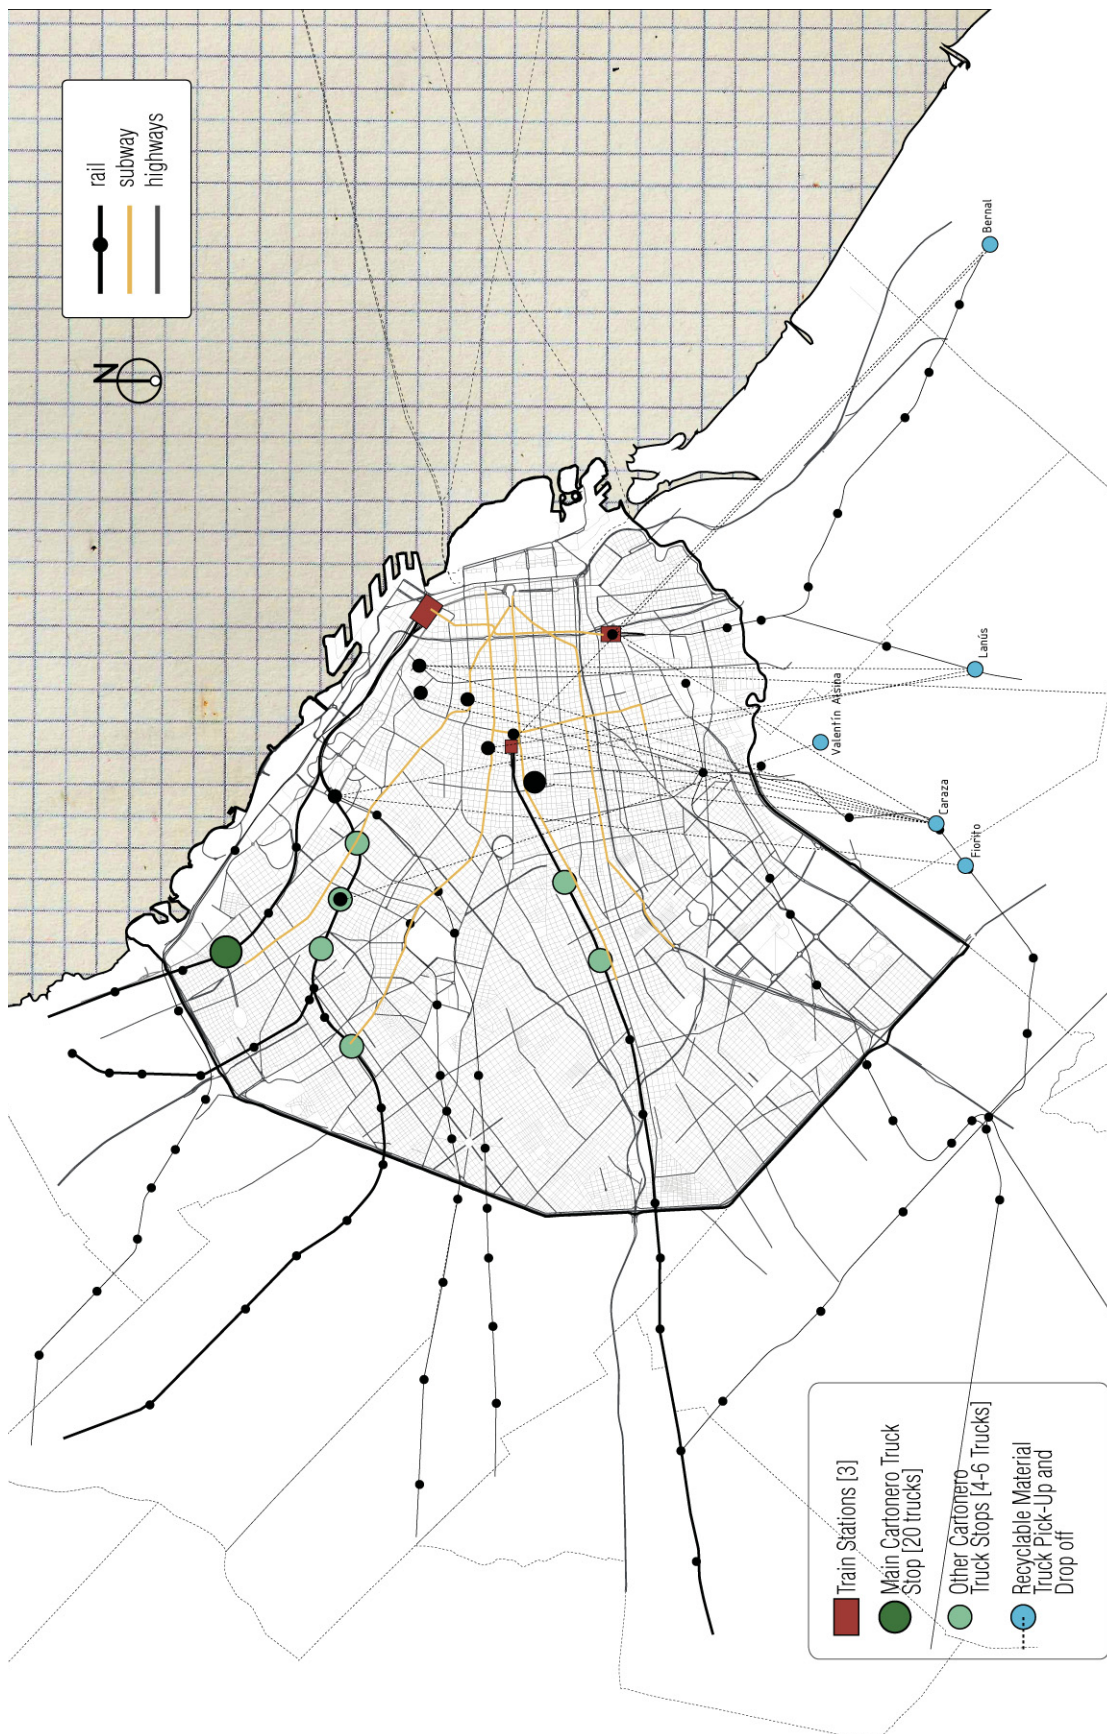 rail
subway
highways
N
Bernal
Lanús
Valentín Alsina
Caraza
Fiorito
Train Stations [3]
Main Cartonero Truck
Stop [20 trucks]
Other Cartonero
Truck Stops [4-6 Trucks]
Recyclable Material
Truck Pick-Up and
Drop off